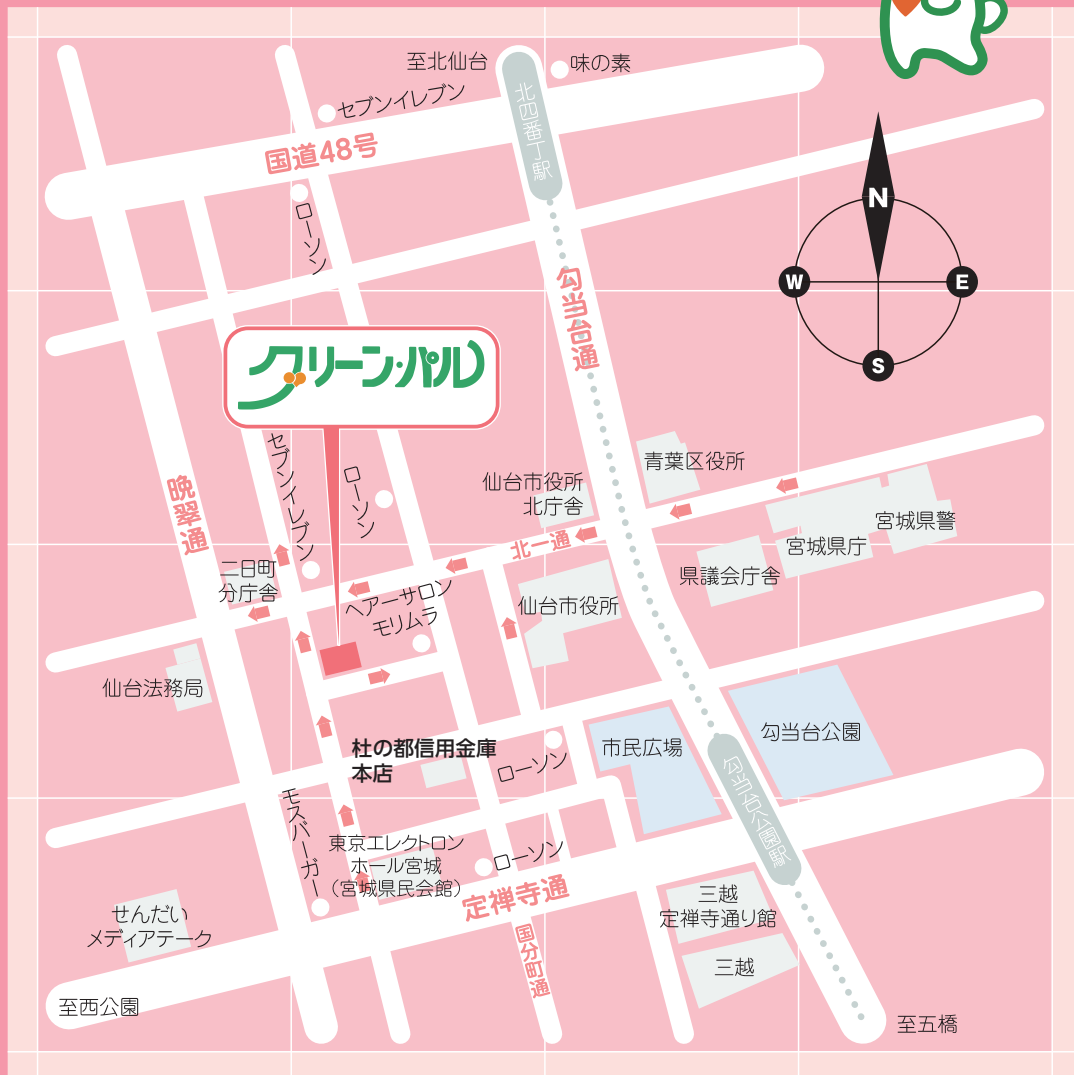 至北仙台
味の素
セブンイレブン
北四番丁駅
国道48号
ローソン
N
W
E
S
勾当台通
グリーン・パル
セブンイレブン
ローソン
晩翠通
仙台市役所
北庁舎
青葉区役所
宮城県警
宮城県庁
北一通
県議会庁舎
二日町
分庁舎
ヘアーサロン
モリムラ
仙台市役所
仙台法務局
杜の都信用金庫
本店
ローソン
市民広場
勾当台公園
勾当台公園駅
モスバーガー
東京エレクトロン
ホール宮城
(宮城県民会館)
ローソン
定禅寺通
三越
定禅寺通り館
せんだい
メディアテーク
国分町通
三越
至西公園
至五橋